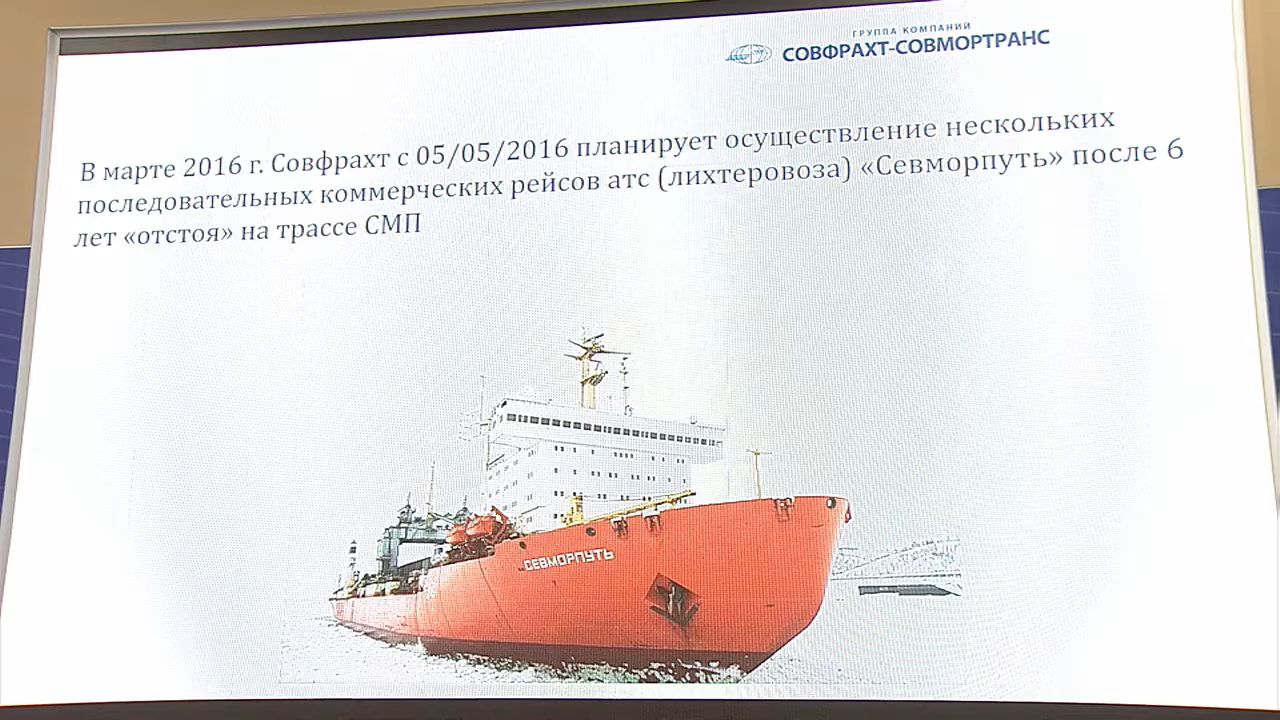 ГРУППА КОМПАНИЙ
СОВФРАХТ-СОВМОРТРАНС
В марте 2016 г. Совфрахт с 05/05/2016 планирует осуществление нескольких
последовательных коммерческих рейсов атс (лихтеровоза) «Севморпуть» после 6
лет «отстоя» на трассе СМП
СЕВМОРПУТЬ